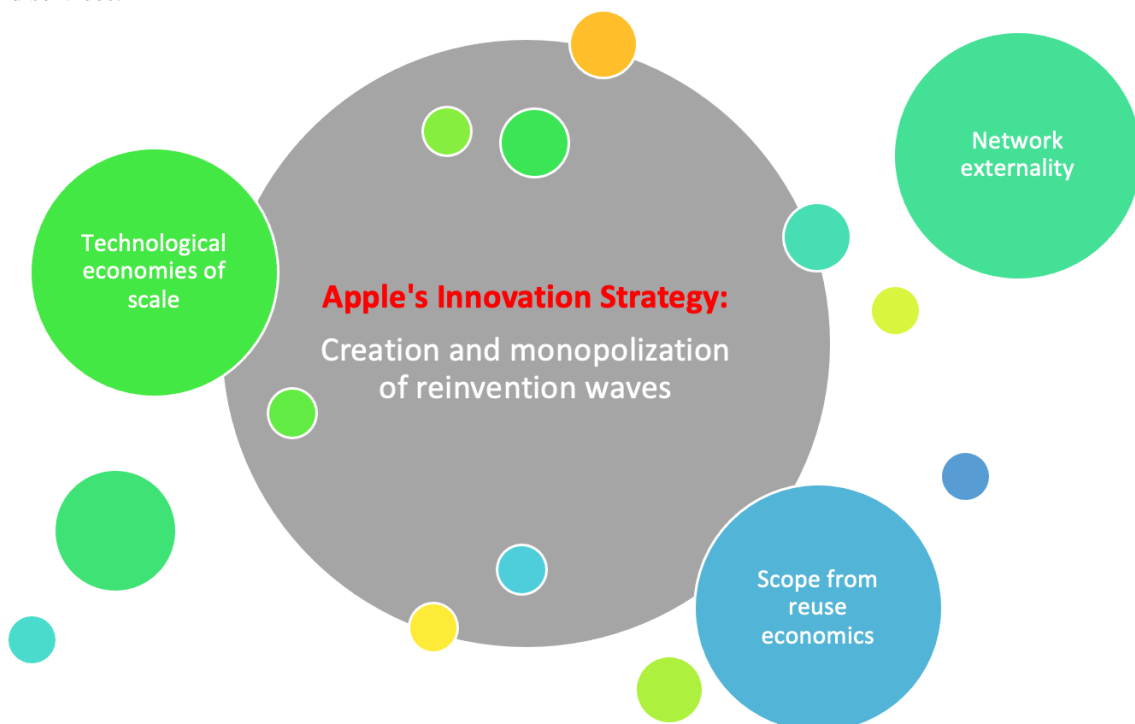 Network
externality
Technological
economies of
scale
Apple's Innovation Strategy:
Creation and monopolization
of reinvention waves
Scope from
reuse
economics